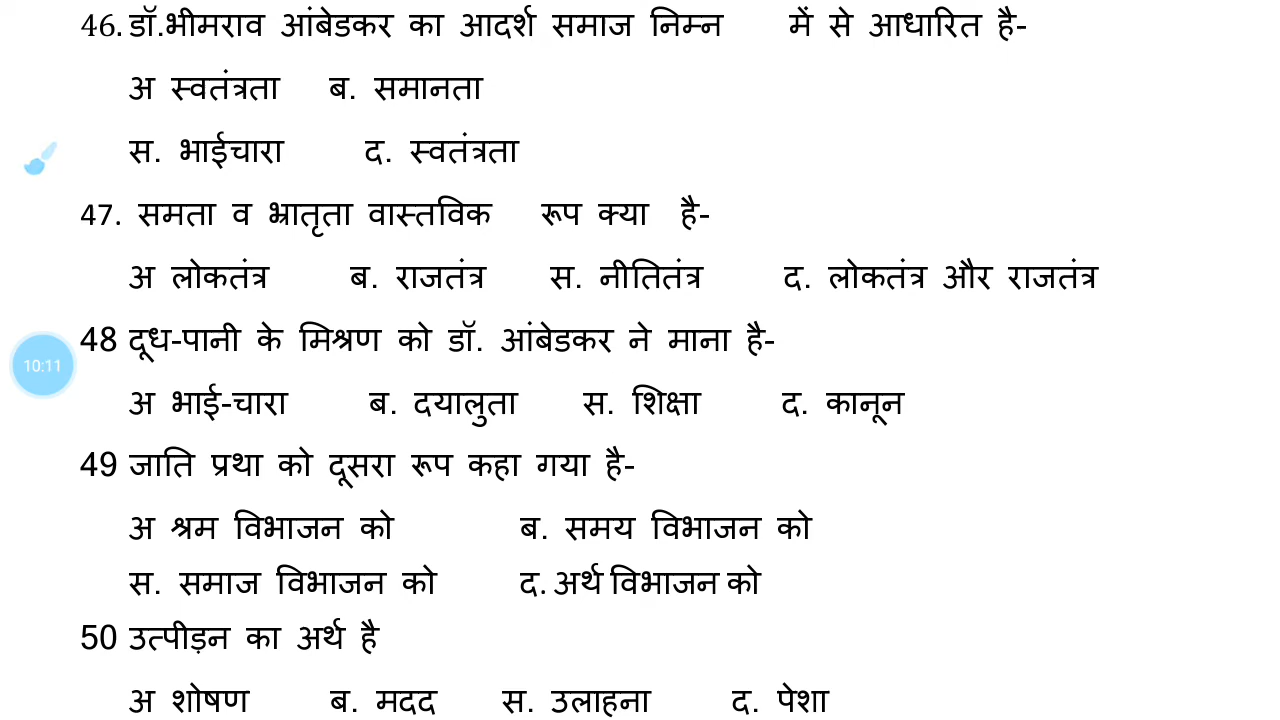 46. डॉ.भीमराव आंबेडकर का आदर्श समाज निम्न में से आधारित है-
अ स्वतंत्रता ब. समानता
स. भाईचारा द. स्वतंत्रता
47. समता व भ्रातृता वास्तविक रूप क्या है-
अ लोकतंत्र ब. राजतंत्र स. नीतितंत्र द. लोकतंत्र और राजतंत्र
48 दूध-पानी के मिश्रण को डॉ. आंबेडकर ने माना है-
10:11
अ भाई-चारा ब. दयालुता स. शिक्षा द. कानून
49 जाति प्रथा को दूसरा रूप कहा गया है-
अ श्रम विभाजन को ब. समय विभाजन को
स. समाज विभाजन को द. अर्थ विभाजन को
50 उत्पीड़न का अर्थ है
अ शोषण ब. मदद स. उलाहना द. पेशा